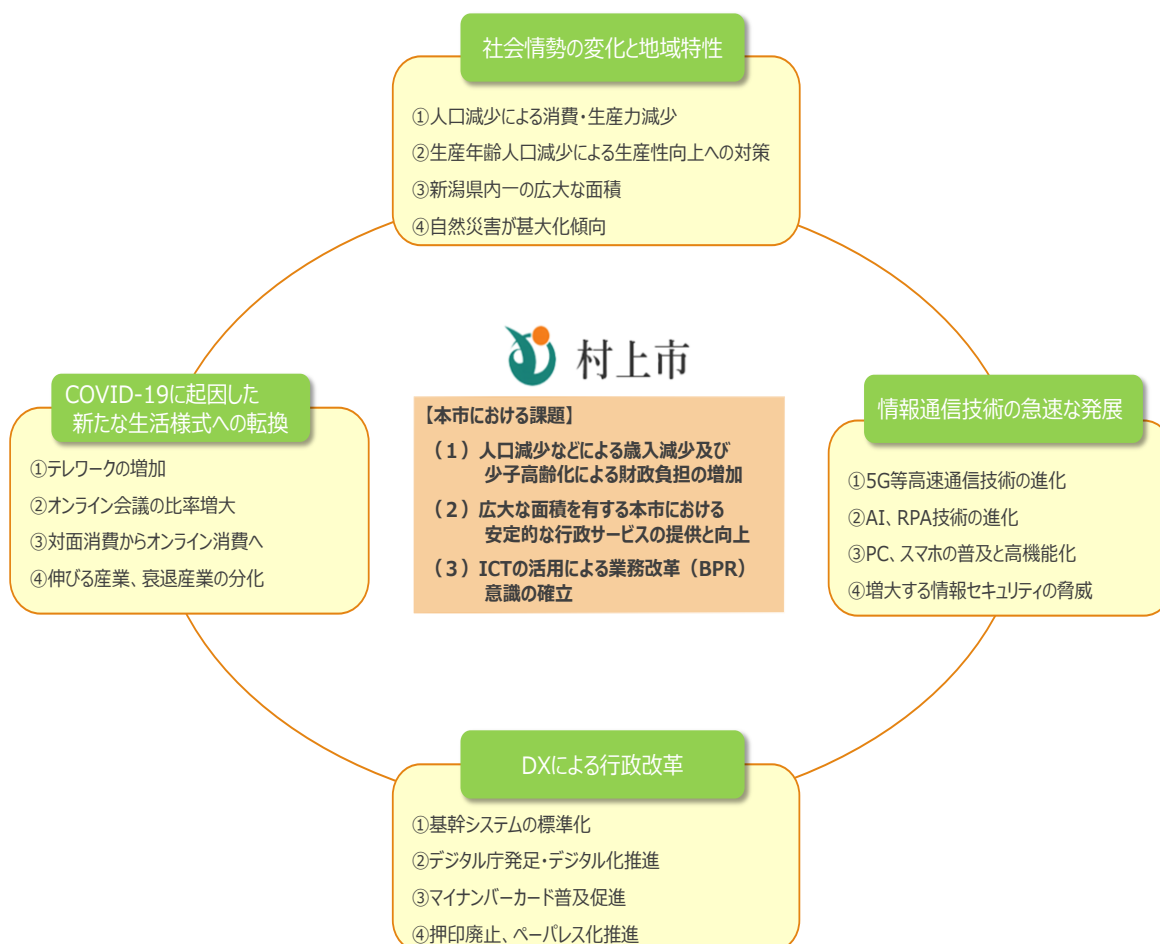 社会情勢の変化と地域特性
①人口減少による消費・生産力減少
②生産年齢人口減少による生産性向上への対策
③新潟県内一の広大な面積
④自然災害が甚大化傾向
村上市
COVID-19に起因した
新たな生活様式への転換
①テレワークの増加
②オンライン会議の比率増大
③対面消費からオンライン消費へ
④伸びる産業、衰退産業の分化
【本市における課題】
（１）人口減少などによる歳入減少及び
少子高齢化による財政負担の増加
（２）広大な面積を有する本市における
安定的な行政サービスの提供と向上
（３）ICTの活用による業務改革（BPR）
意識の確立
情報通信技術の急速な発展
①5G等高速通信技術の進化
②AI、RPA技術の進化
③PC、スマホの普及と高機能化
④増大する情報セキュリティの脅威
DXによる行政改革
①基幹システムの標準化
②デジタル庁発足・デジタル化推進
③マイナンバーカード普及促進
④押印廃止、ペーパレス化推進